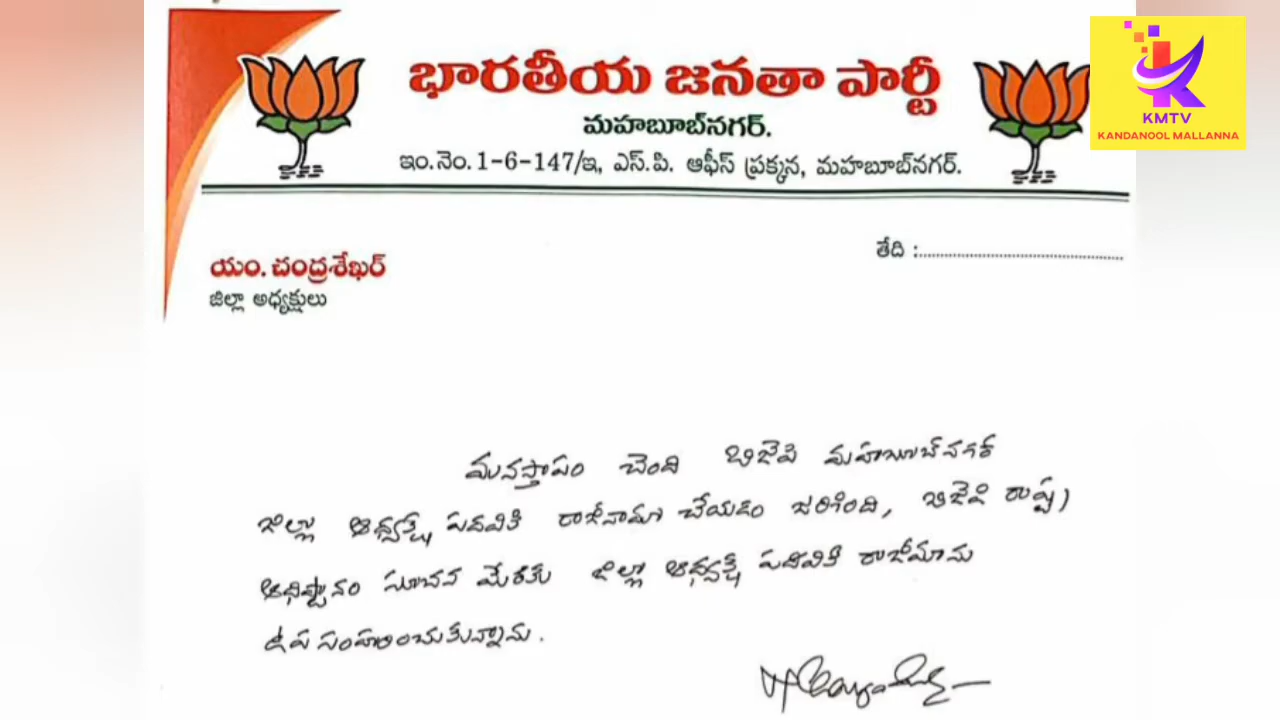 భారతీయ జనతా పార్టీ
మహబూబ్‌నగర్.
ఇం.నెం. 1-6-147/ఇ, ఎస్.పి. ఆఫీస్ ప్రక్కన, మహబూబ్‌నగర్.
KMTV
KANDANOOL MALLANNA
యం. చంద్రశేఖర్
జిల్లా అధ్యక్షులు
తేది :
మనస్తాపం చెంది బిజెపి మహబూబ్‌నగర్
జిల్లా అధ్యక్ష పదవికి రాజీనామా చేయడం జరిగింది, బిజెపి రాష్ట్ర
అధిష్టానం సూచన మేరకు జిల్లా అధ్యక్ష పదవికి రాజీమాను
ఉప సంహరించుకున్నాను.